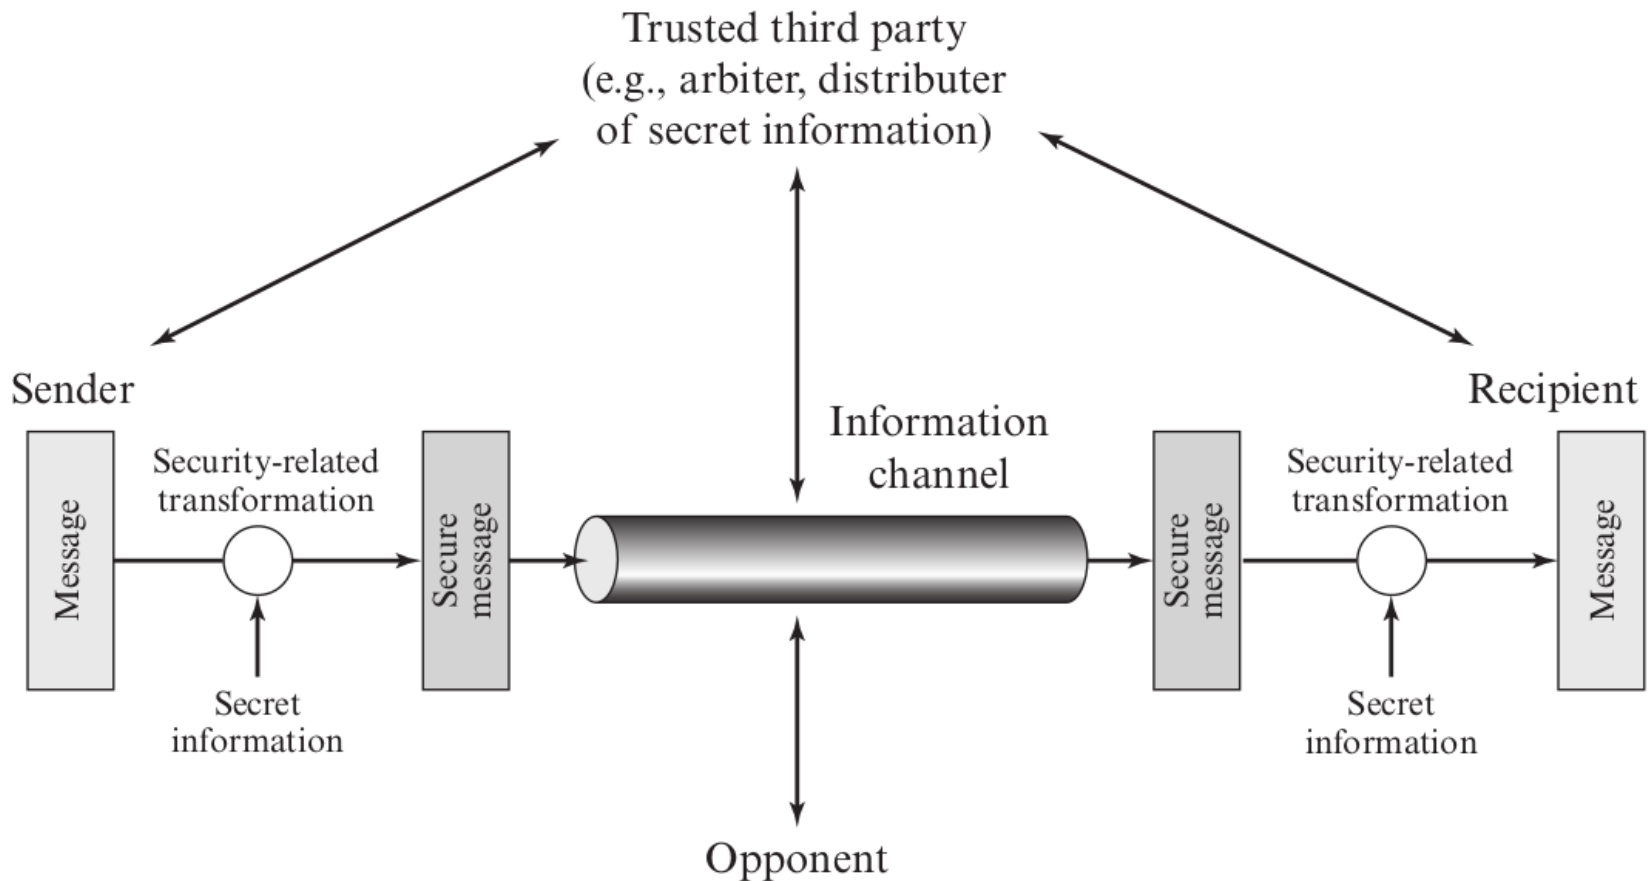 Trusted third party
(e.g., arbiter, distributer
of secret information)
Sender
Recipient
Information
channel
Security-related
transformation
Security-related
transformation
Message
Secure
message
Secure
message
Message
Secret
information
Secret
information
Opponent